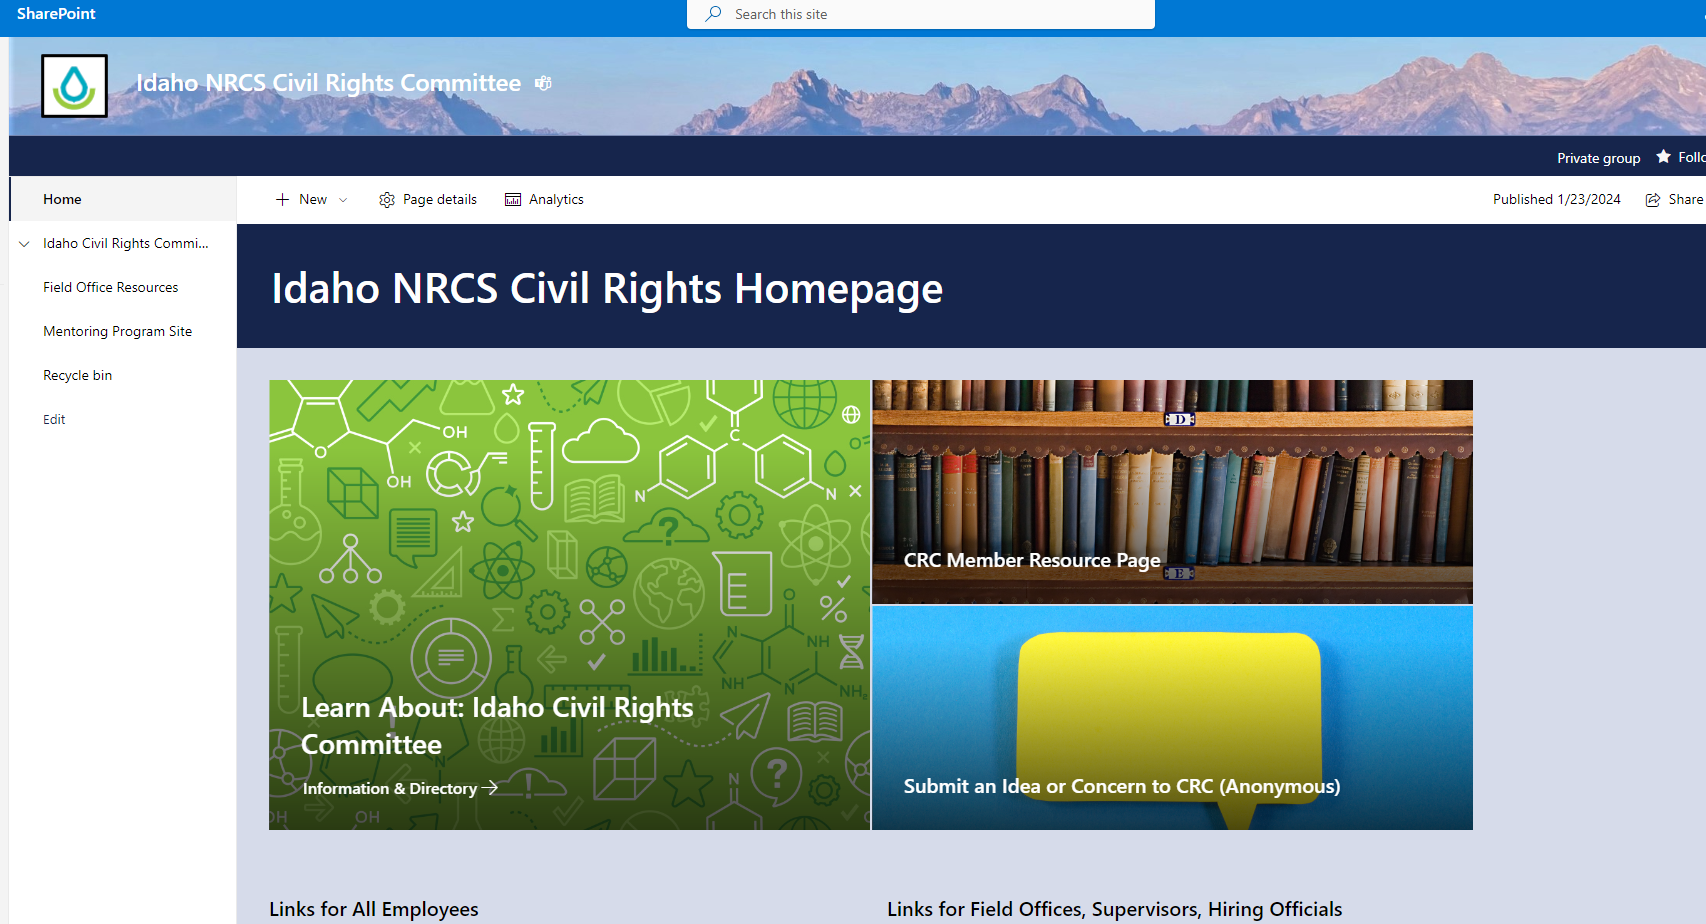 SharePoint
Search this site
Idaho NRCS Civil Rights Committee
Private group
Follo
Home
New
Page details
Analytics
Published 1/23/2024
Share
Idaho Civil Rights Commi...
Field Office Resources
Mentoring Program Site
Recycle bin
Edit
Idaho NRCS Civil Rights Homepage
OH
OH
C
N
N
E
N
NH
NH
N
NH₂
N
N
OH
OH
Learn About: Idaho Civil Rights
Committee
Information & Directory
D
CRC Member Resource Page
E
Submit an Idea or Concern to CRC (Anonymous)
Links for All Employees
Links for Field Offices, Supervisors, Hiring Officials